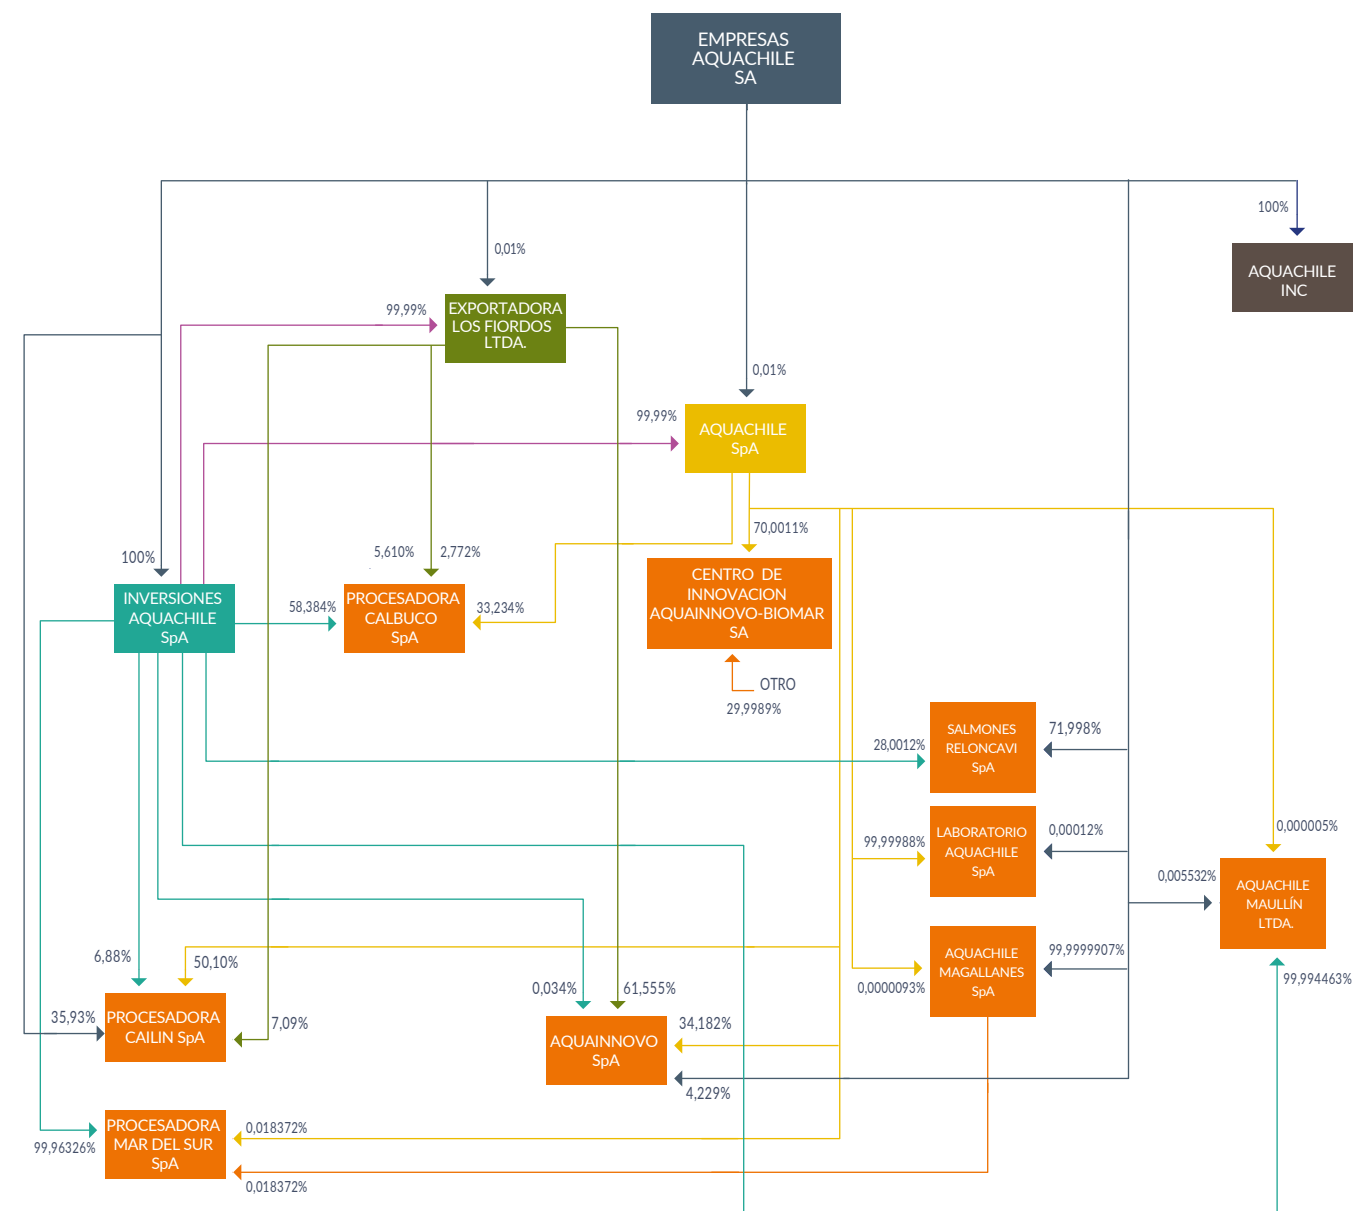 EMPRESAS
AQUACHILE
SA
100%
AQUACHILE
INC
0,01%
99,99%
EXPORTADORA
LOS FIORDOS
LTDA.
0,01%
99,99%
AQUACHILE
SpA
70,0011%
100%
5,610%
2,772%
INVERSIONES
AQUACHILE
SpA
58,384%
PROCESADORA
CALBUCO
SpA
33,234%
CENTRO DE
INNOVACION
AQUAINNOVO-BIOMAR
SA
OTRO
29,9989%
28,0012%
SALMONES
RELONCAVI
SpA
71,998%
99,99988%
LABORATORIO
AQUACHILE
SpA
0,00012%
0,000005%
0,005532%
AQUACHILE
MAULLÍN
LTDA.
99,994463%
AQUACHILE
MAGALLANES
SpA
99,9999907%
0,0000093%
6,88%
50,10%
35,93%
PROCESADORA
CAILIN SpA
7,09%
0,034%
61,555%
AQUAINNOVO
SpA
34,182%
4,229%
99,96326%
PROCESADORA
MAR DEL SUR
SpA
0,018372%
0,018372%